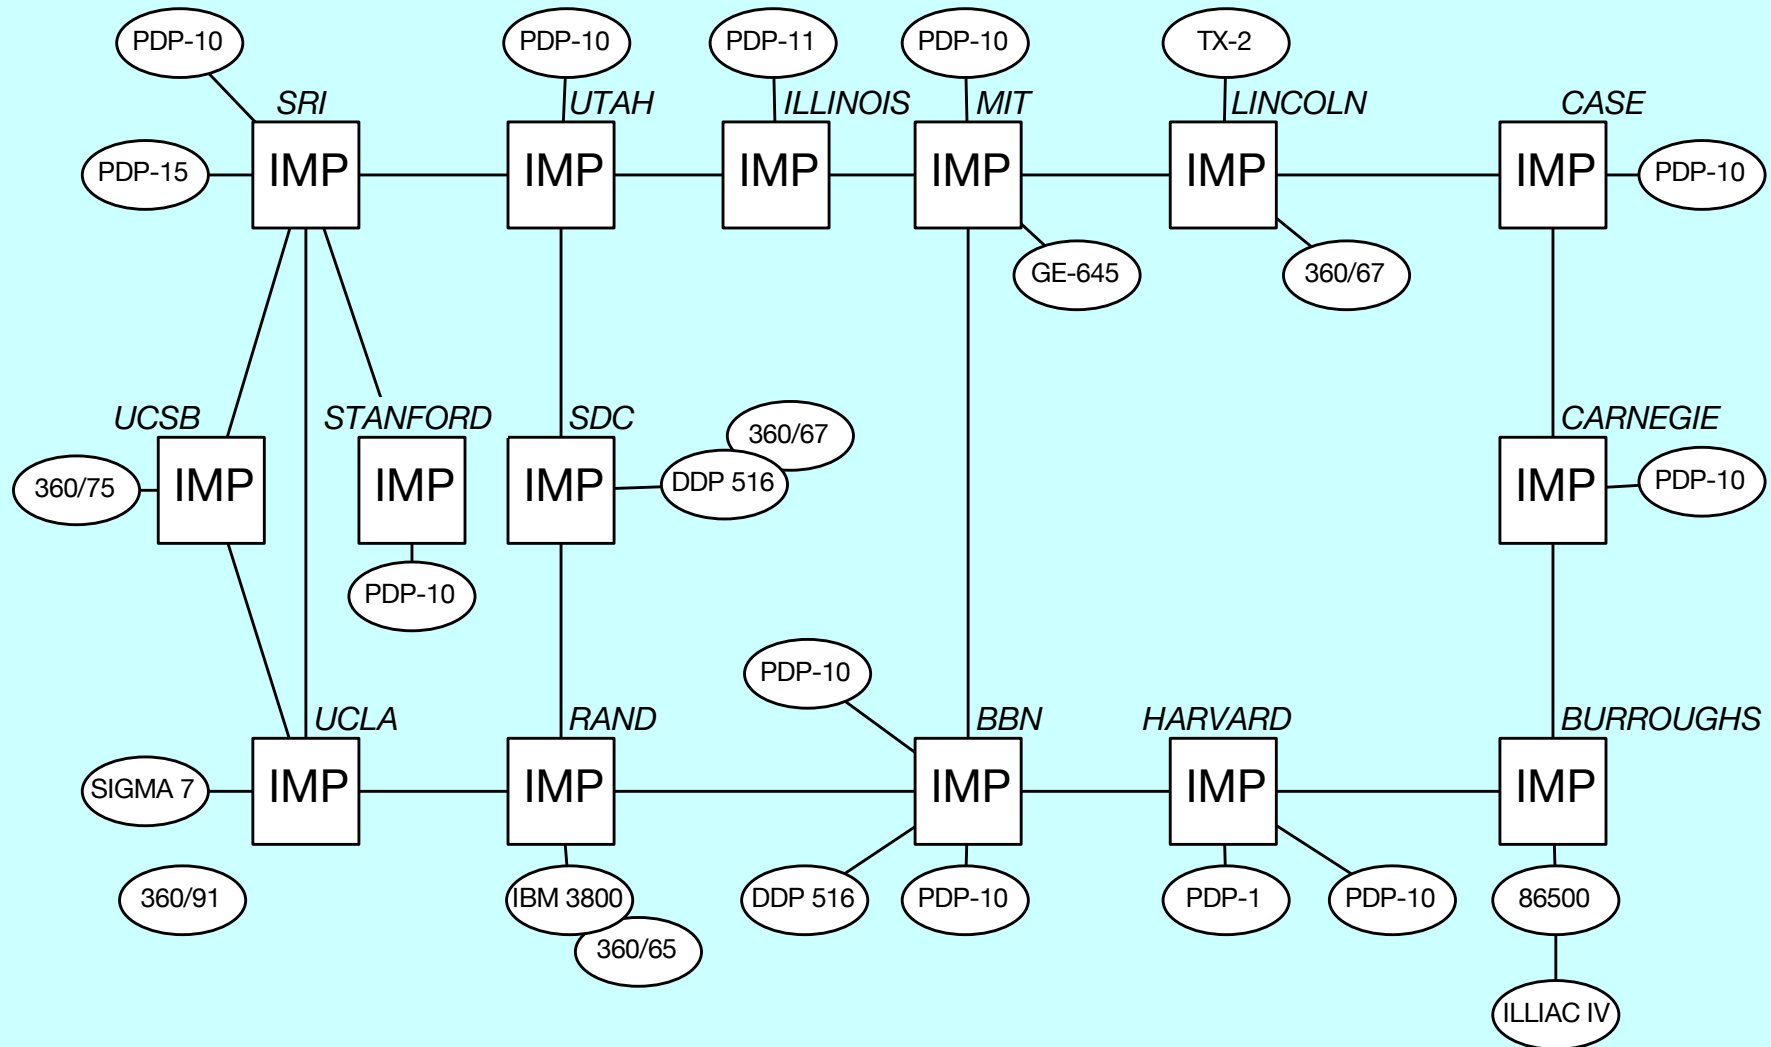 PDP-10
PDP-10
PDP-11
PDP-10
TX-2
SRI
UTAH
ILLINOIS
MIT
LINCOLN
CASE
PDP-15
IMP
IMP
IMP
IMP
IMP
IMP
PDP-10
GE-645
360/67
UCSB
STANFORD
SDC
360/67
CARNEGIE
360/75
IMP
IMP
IMP
DDP 516
IMP
PDP-10
PDP-10
PDP-10
UCLA
RAND
BBN
HARVARD
BURROUGHS
SIGMA 7
IMP
IMP
IMP
IMP
IMP
360/91
IBM 3800
DDP 516
PDP-10
PDP-1
PDP-10
86500
360/65
ILLIAC IV